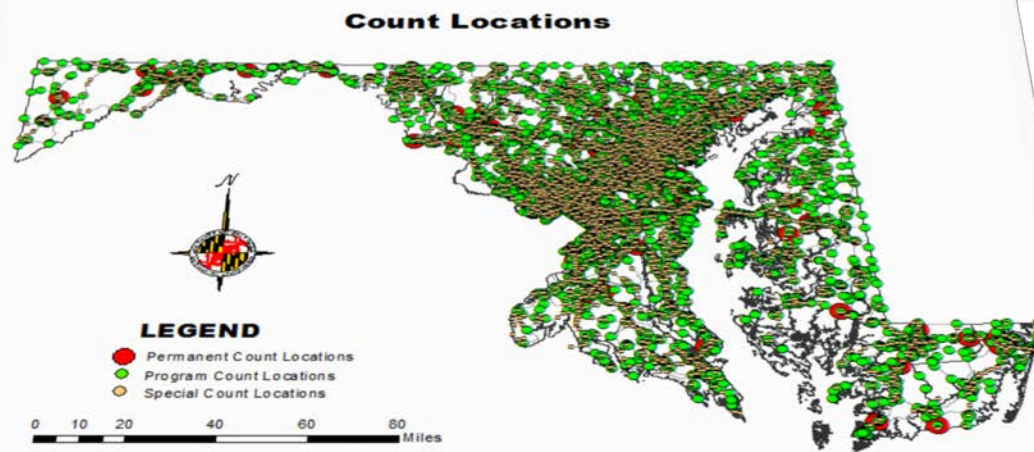 Count Locations
N
LEGEND
Permanent Count Locations
Program Count Locations
Special Count Locations
0 10 20 40 60 80
Miles